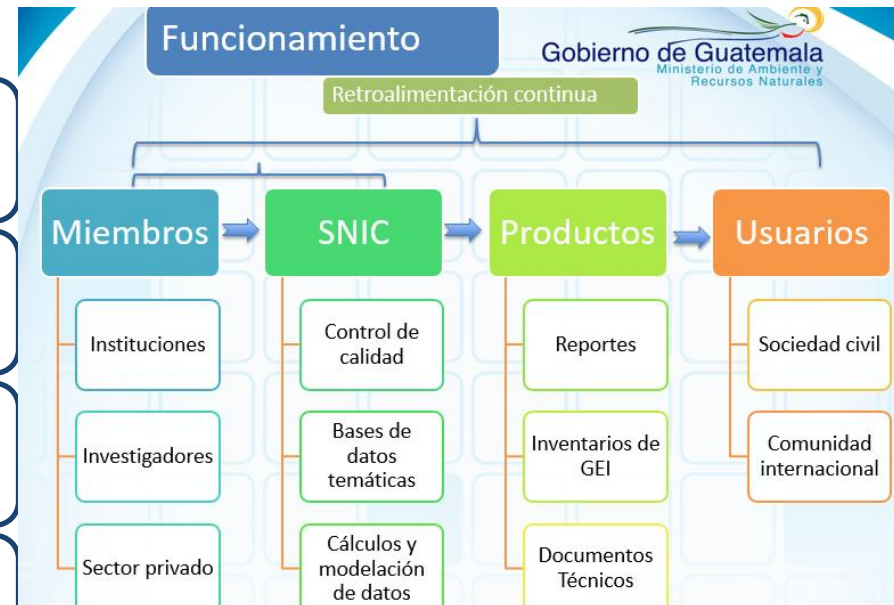 Funcionamiento
Gobierno de Guatemala
Ministerio de Ambiente y
Recursos Naturales
Retroalimentación continua
Miembros
SNIC
Productos
Usuarios
Instituciones
Control de
calidad
Reportes
Sociedad civil
Investigadores
Bases de
datos
temáticas
Inventarios de
GEI
Comunidad
internacional
Sector privado
Cálculos y
modelación
de datos
Documentos
Técnicos